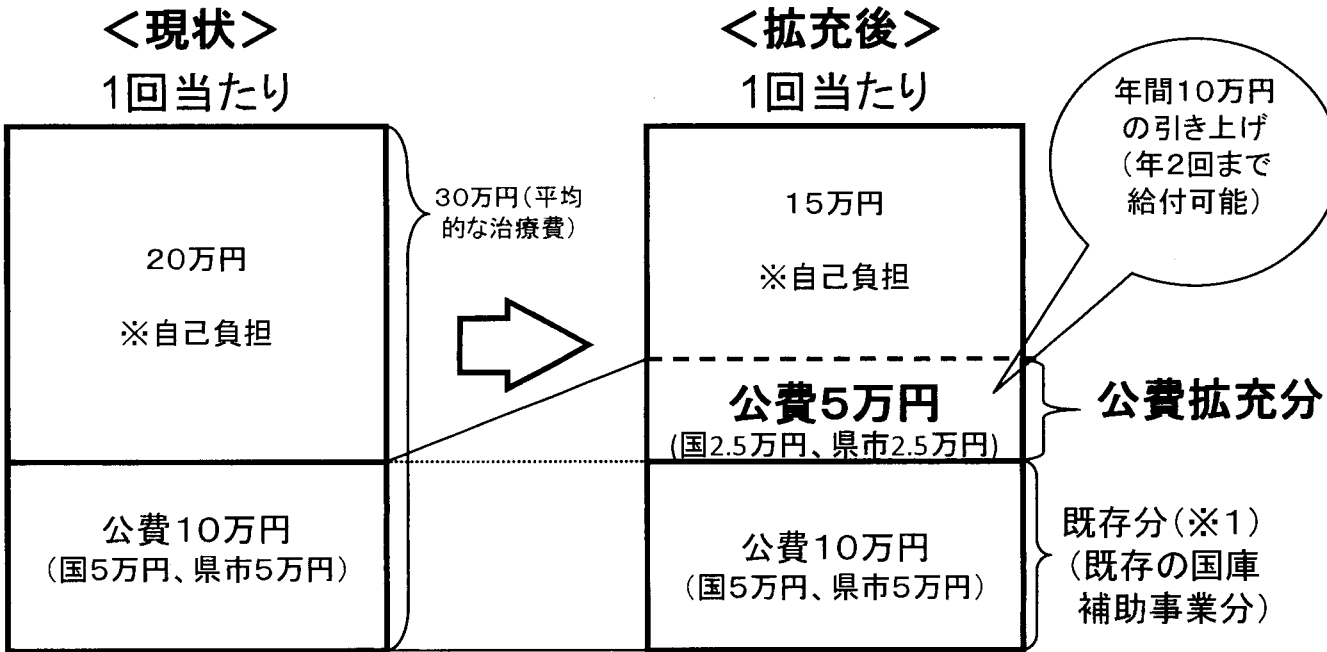 ＜現状＞
1回当たり
20万円
※自己負担
公費10万円
(国5万円、県市5万円)
30万円(平均
的な治療費)
＜拡充後＞
1回当たり
15万円
※自己負担
公費5万円
(国2.5万円、県市2.5万円)
公費10万円
(国5万円、県市5万円)
年間10万円
の引き上げ
(年2回まで
給付可能)
公費拡充分
既存分(※1)
(既存の国庫
補助事業分)